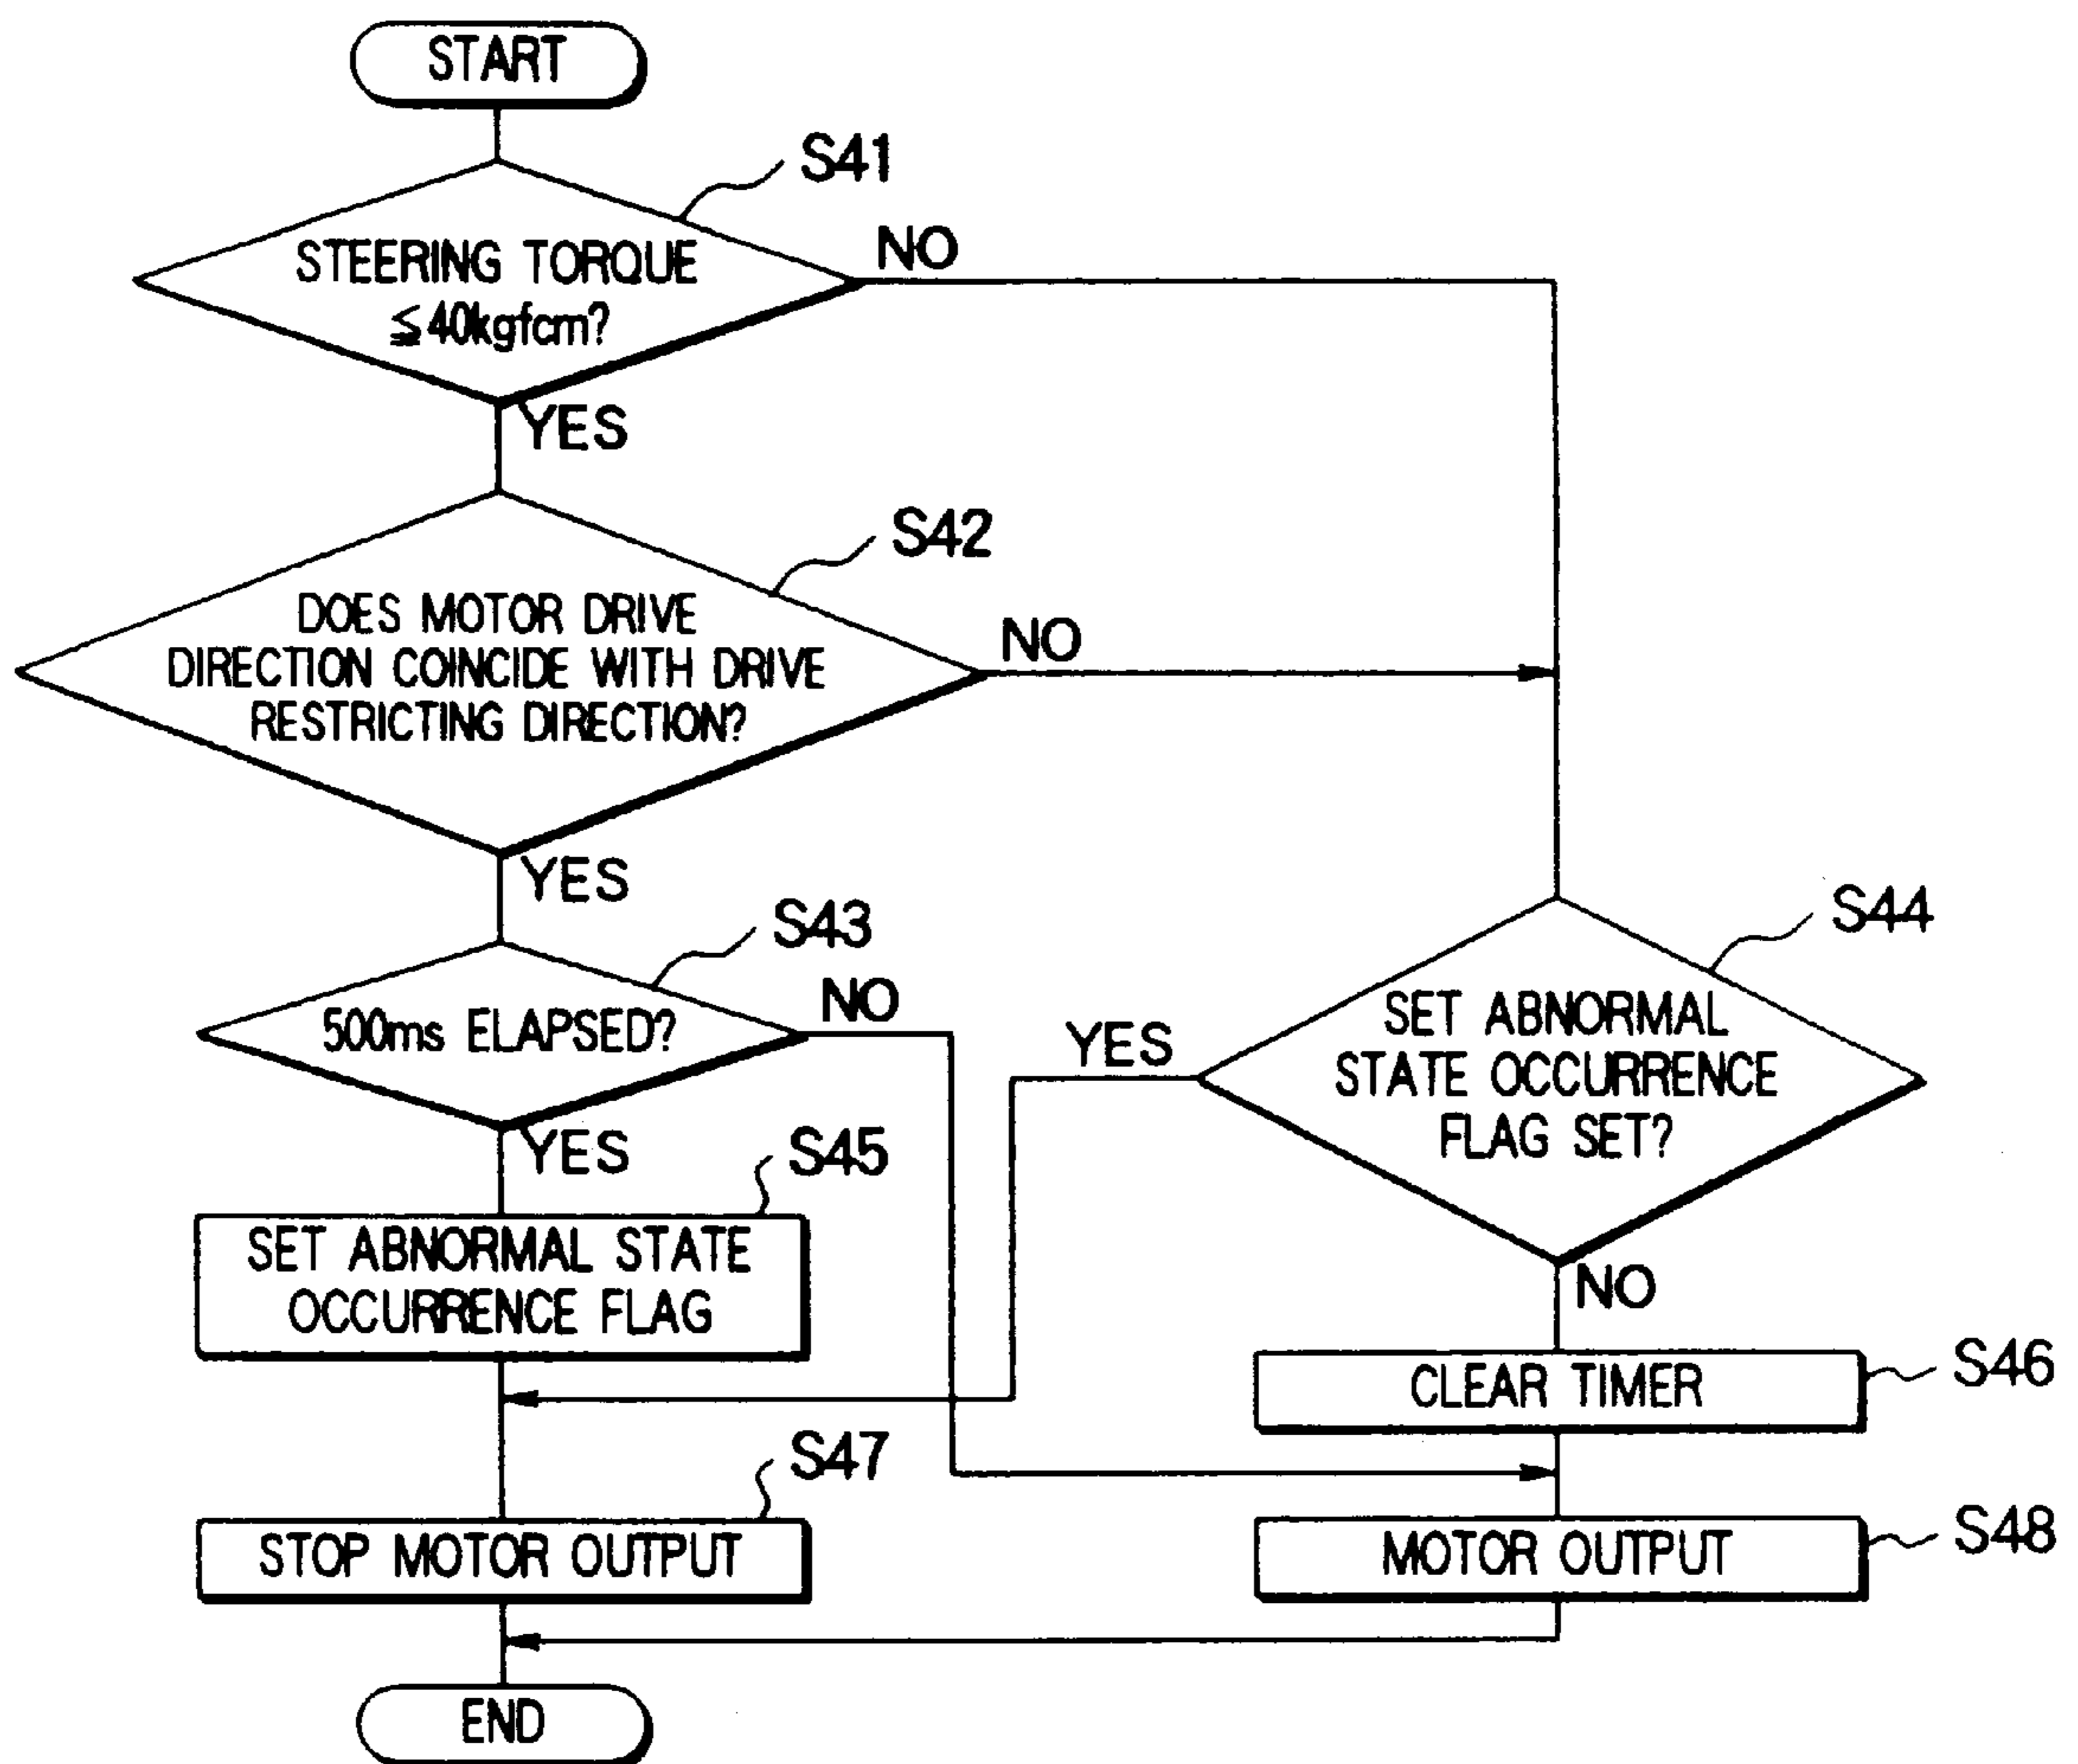 START
S41
STEERING TORQUE
≦40kgfcm?
NO
YES
S42
DOES MOTOR DRIVE
DIRECTION COINCIDE WITH DRIVE
RESTRICTING DIRECTION?
NO
YES
S43
500ms ELAPSED?
NO
YES
S44
SET ABNORMAL
STATE OCCURRENCE
FLAG SET?
YES
NO
S45
SET ABNORMAL STATE
OCCURRENCE FLAG
CLEAR TIMER
S46
S47
STOP MOTOR OUTPUT
MOTOR OUTPUT
S48
END